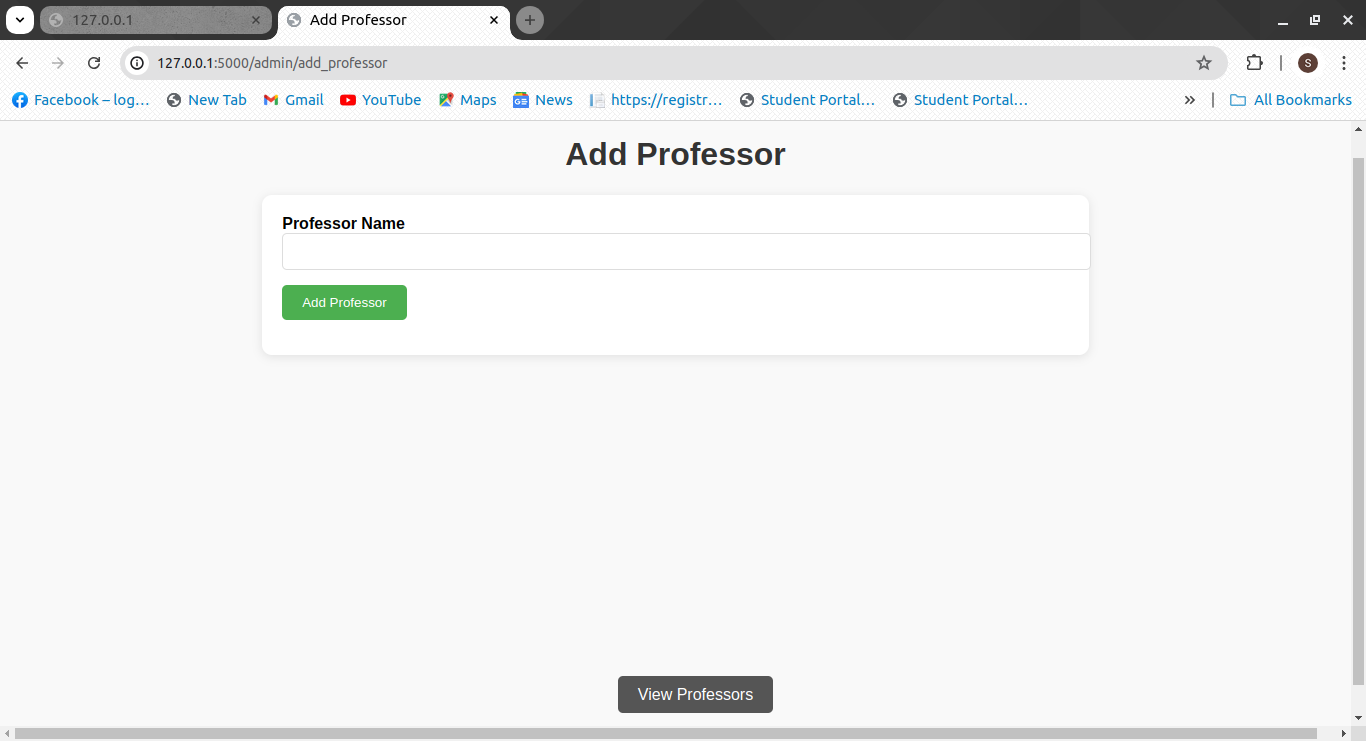 127.0.0.1
Add Professor
127.0.0.1:5000/admin/add_professor
S
Facebook – log…
New Tab
Gmail
YouTube
Maps
News
https://registr…
Student Portal…
Student Portal…
All Bookmarks
Add Professor
Professor Name
Add Professor
View Professors